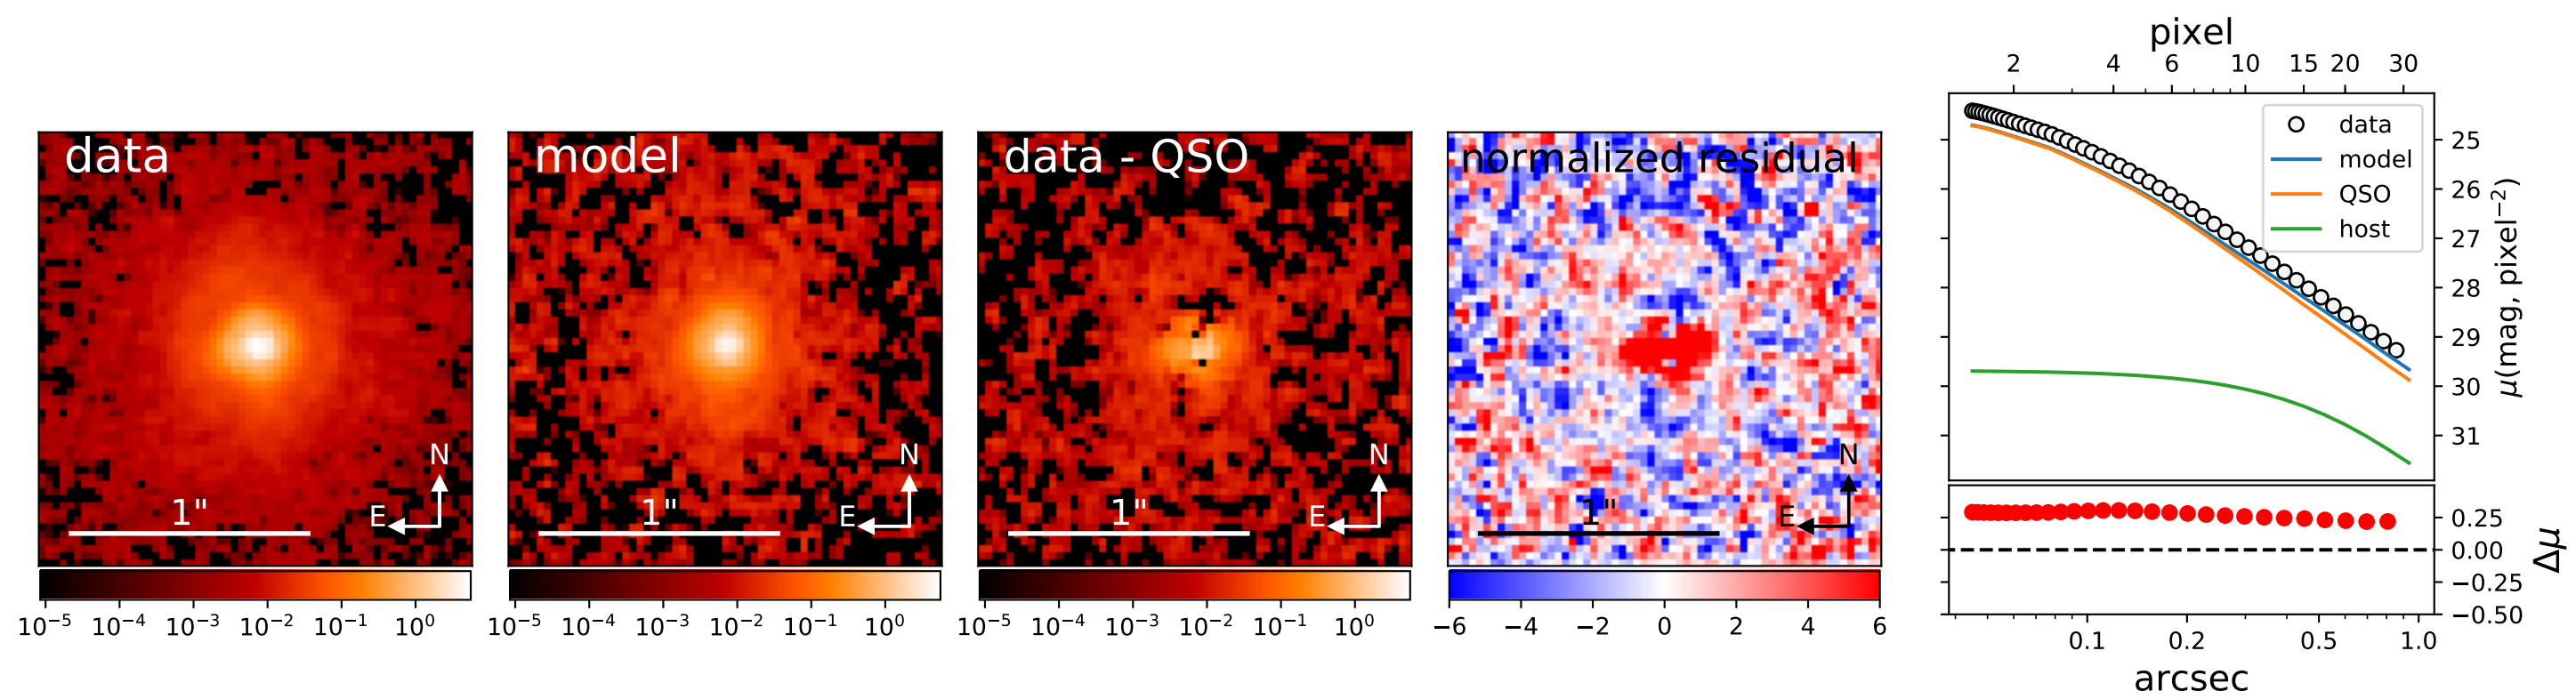 data
N
E
1"
10⁻⁵ 10⁻⁴ 10⁻³ 10⁻² 10⁻¹ 10⁰
model
N
E
1"
10⁻⁵ 10⁻⁴ 10⁻³ 10⁻² 10⁻¹ 10⁰
data - QSO
N
E
1"
10⁻⁵ 10⁻⁴ 10⁻³ 10⁻² 10⁻¹ 10⁰
normalized residual
N
E
1"
−6 −4 −2 0 2 4 6
pixel
2 4 6 10 15 20 30
data
model
QSO
host
25
26
27
28
29
30
31
μ(mag, pixel⁻²)
0.25
0.00
−0.25
−0.50
Δμ
0.1 0.2 0.5 1.0
arcsec